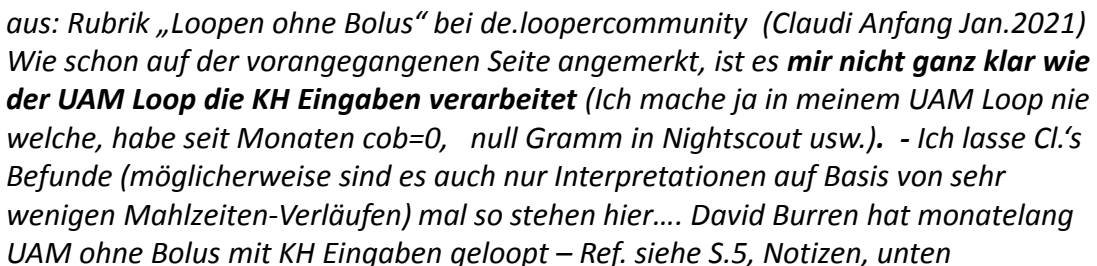 aus: Rubrik „Loopen ohne Bolus“ bei de.loopercommunity (Claudi Anfang Jan.2021)
Wie schon auf der vorangegangenen Seite angemerkt, ist es mir nicht ganz klar wie
der UAM Loop die KH Eingaben verarbeitet (Ich mache ja in meinem UAM Loop nie
welche, habe seit Monaten cob=0, null Gramm in Nightscout usw.). - Ich lasse Cl.‘s
Befunde (möglicherweise sind es auch nur Interpretationen auf Basis von sehr
wenigen Mahlzeiten-Verläufen) mal so stehen hier…. David Burren hat monatelang
UAM ohne Bolus mit KH Eingaben geloopt – Ref. siehe S.5, Notizen, unten